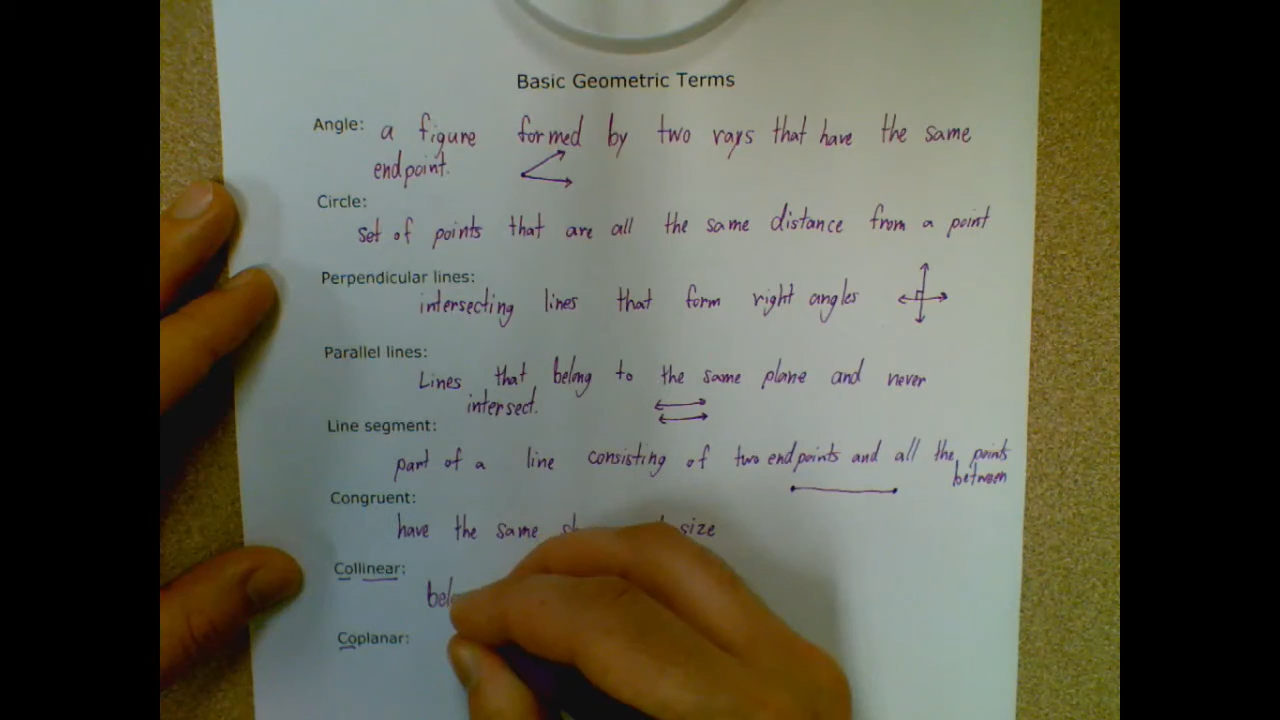 Basic Geometric Terms
Angle: a figure formed by two rays that have the same
endpoint.
Circle:
set of points that are all the same distance from a point
Perpendicular lines:
intersecting lines that form right angles
Parallel lines:
Lines that belong to the same plane and never
intersect.
Line segment:
part of a line consisting of two endpoints and all the points
between
Congruent:
have the same size
Collinear:
Coplanar: